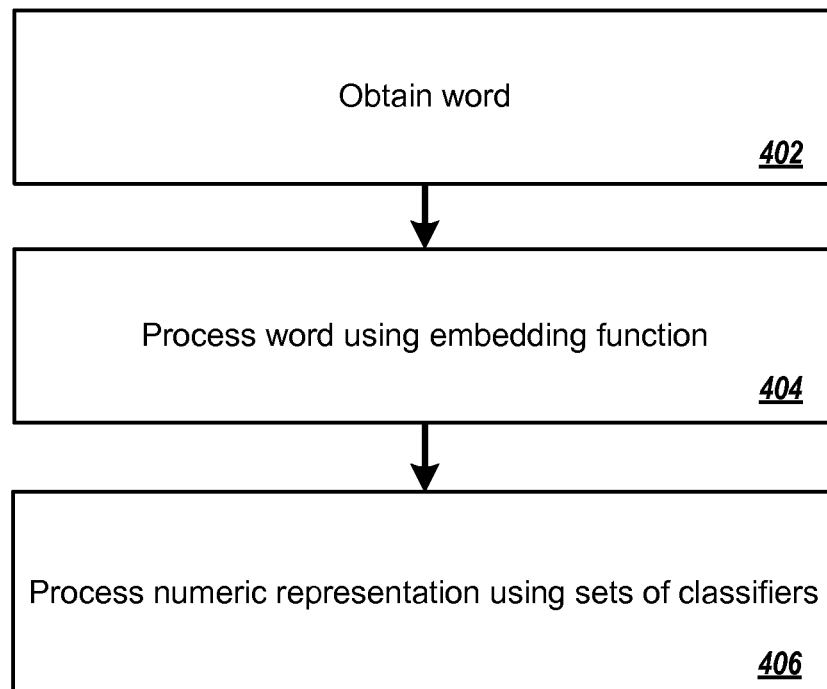 Obtain word
402
Process word using embedding function
404
Process numeric representation using sets of classifiers
406